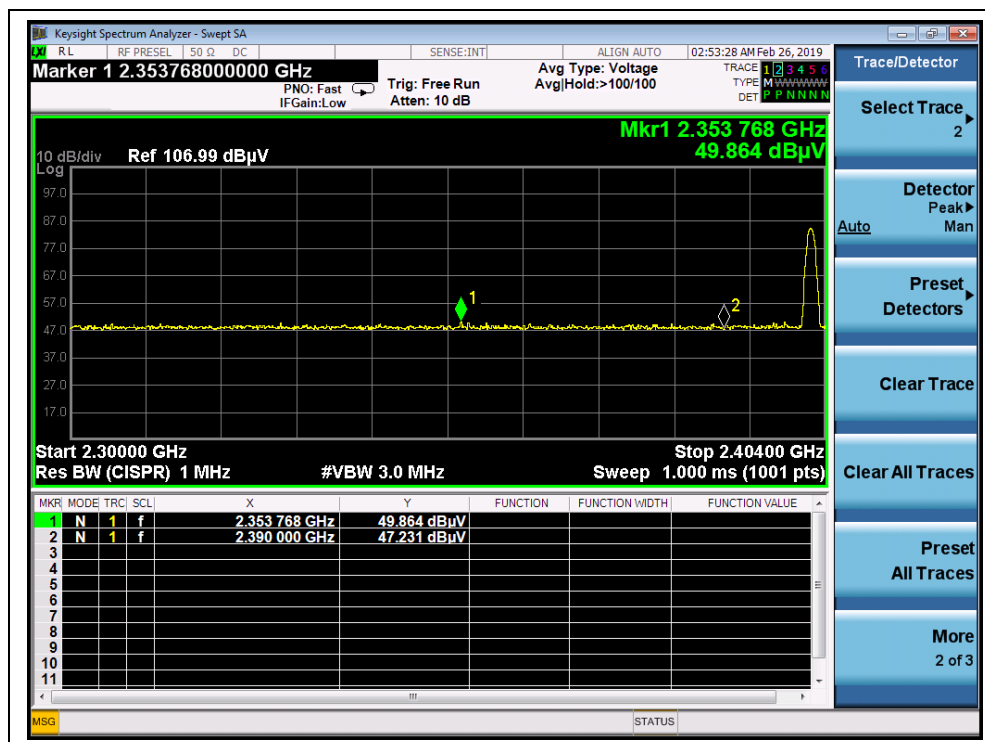 Keysight Spectrum Analyzer - Swept SA
LXI RL RF PRESEL 50 Ω DC SENSE:INT ALIGN AUTO 02:53:28 AM Feb 26, 2019
Marker 1 2.353768000000 GHz
PNO: Fast
IFGain:Low
Trig: Free Run
Atten: 10 dB
Avg Type: Voltage
Avg|Hold:>100/100
TRACE 1 2 3 4 5 6
TYPE M WWWWW
DET P P N N N N
Mkr1 2.353 768 GHz
49.864 dBµV
10 dB/div Ref 106.99 dBµV
Log
97.0
87.0
77.0
67.0
57.0
47.0
37.0
27.0
17.0
1
2
Start 2.30000 GHz Stop 2.40400 GHz
Res BW (CISPR) 1 MHz #VBW 3.0 MHz Sweep 1.000 ms (1001 pts)
MKR MODE TRC SCL X Y FUNCTION FUNCTION WIDTH FUNCTION VALUE
1 N 1 f 2.353 768 GHz 49.864 dBµV
2 N 1 f 2.390 000 GHz 47.231 dBµV
3
4
5
6
7
8
9
10
11
MSG STATUS
Trace/Detector
Select Trace
2
Detector
Peak
Auto Man
Preset
Detectors
Clear Trace
Clear All Traces
Preset
All Traces
More
2 of 3